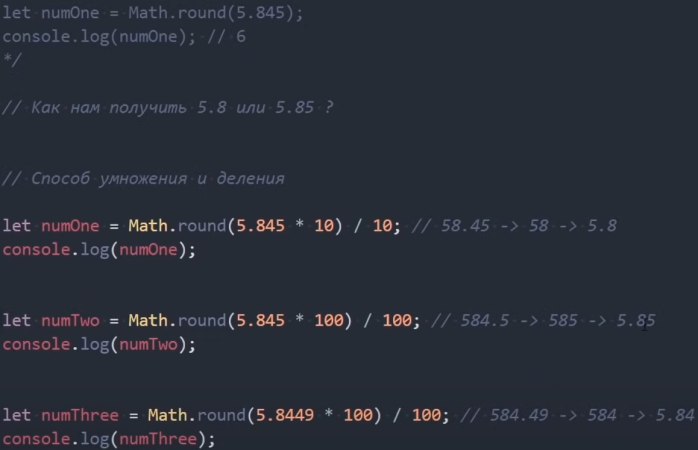 let numOne = Math.round(5.845);
console.log(numOne); // 6
*/
// Как нам получить 5.8 или 5.85 ?
// Способ умножения и деления
let numOne = Math.round(5.845 * 10) / 10; // 58.45 -> 58 -> 5.8
console.log(numOne);
let numTwo = Math.round(5.845 * 100) / 100; // 584.5 -> 585 -> 5.85
console.log(numTwo);
let numThree = Math.round(5.8449 * 100) / 100; // 584.49 -> 584 -> 5.84
console.log(numThree);